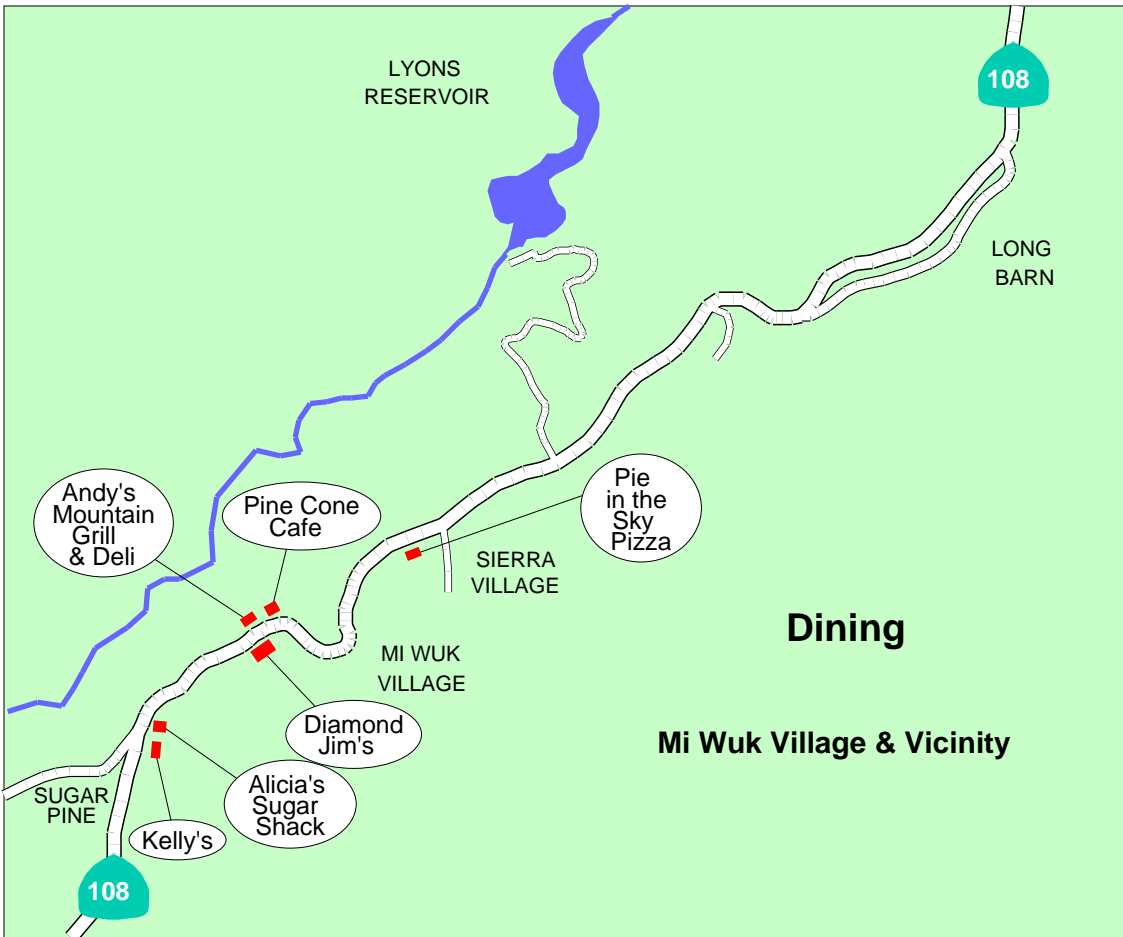 LYONS
RESERVOIR
108
LONG
BARN
Andy's
Mountain
Grill
& Deli
Pine Cone
Cafe
Pie
in the
Sky
Pizza
SIERRA
VILLAGE
Dining
MI WUK
VILLAGE
Diamond
Jim's
Mi Wuk Village & Vicinity
Alicia's
Sugar
Shack
SUGAR
PINE
Kelly's
108